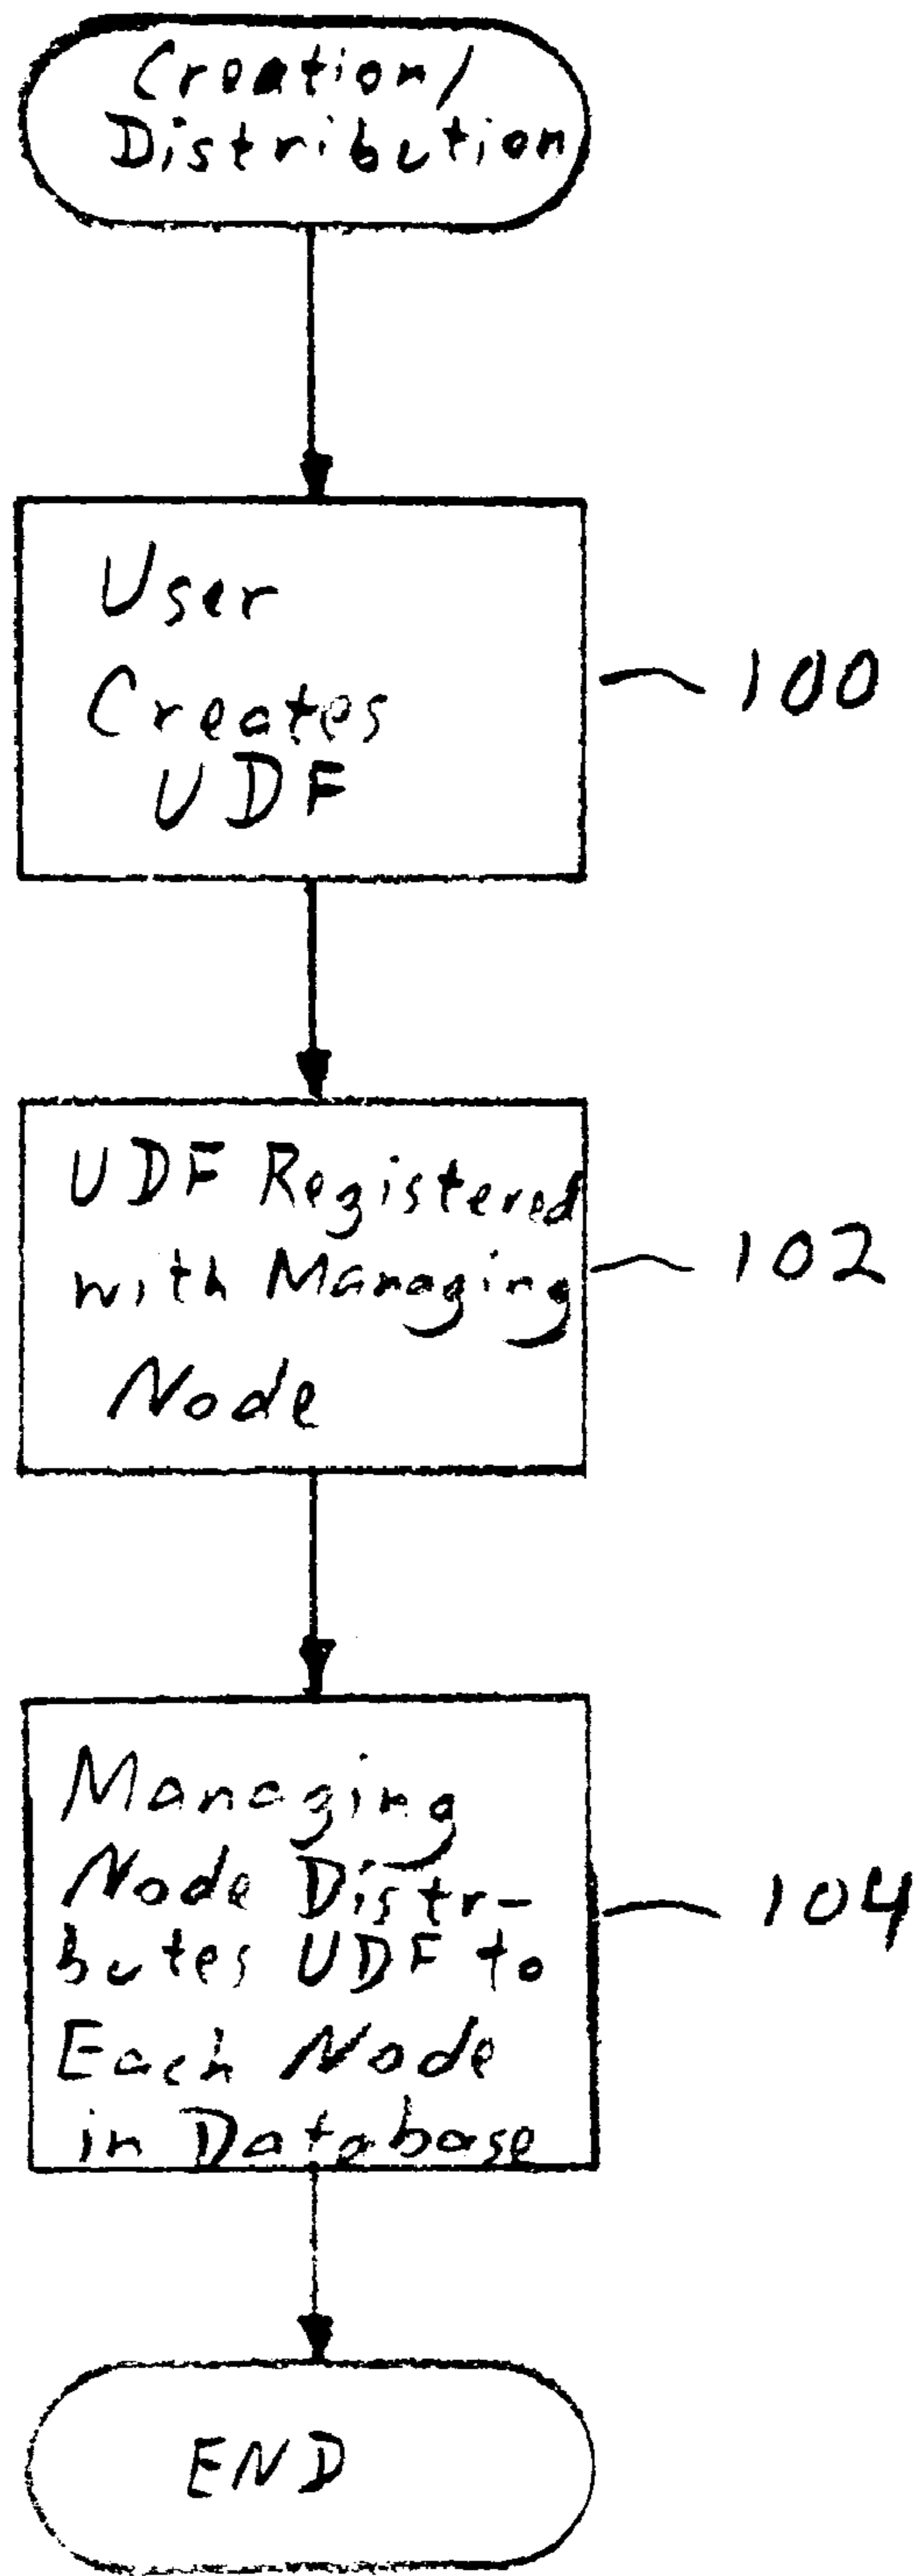 Creation/
Distribution
User
Creates
UDF
100
UDF Registered
with Managing
Node
102
Managing
Node Distr-
butes UDF to
Each Node
in Database
104
END